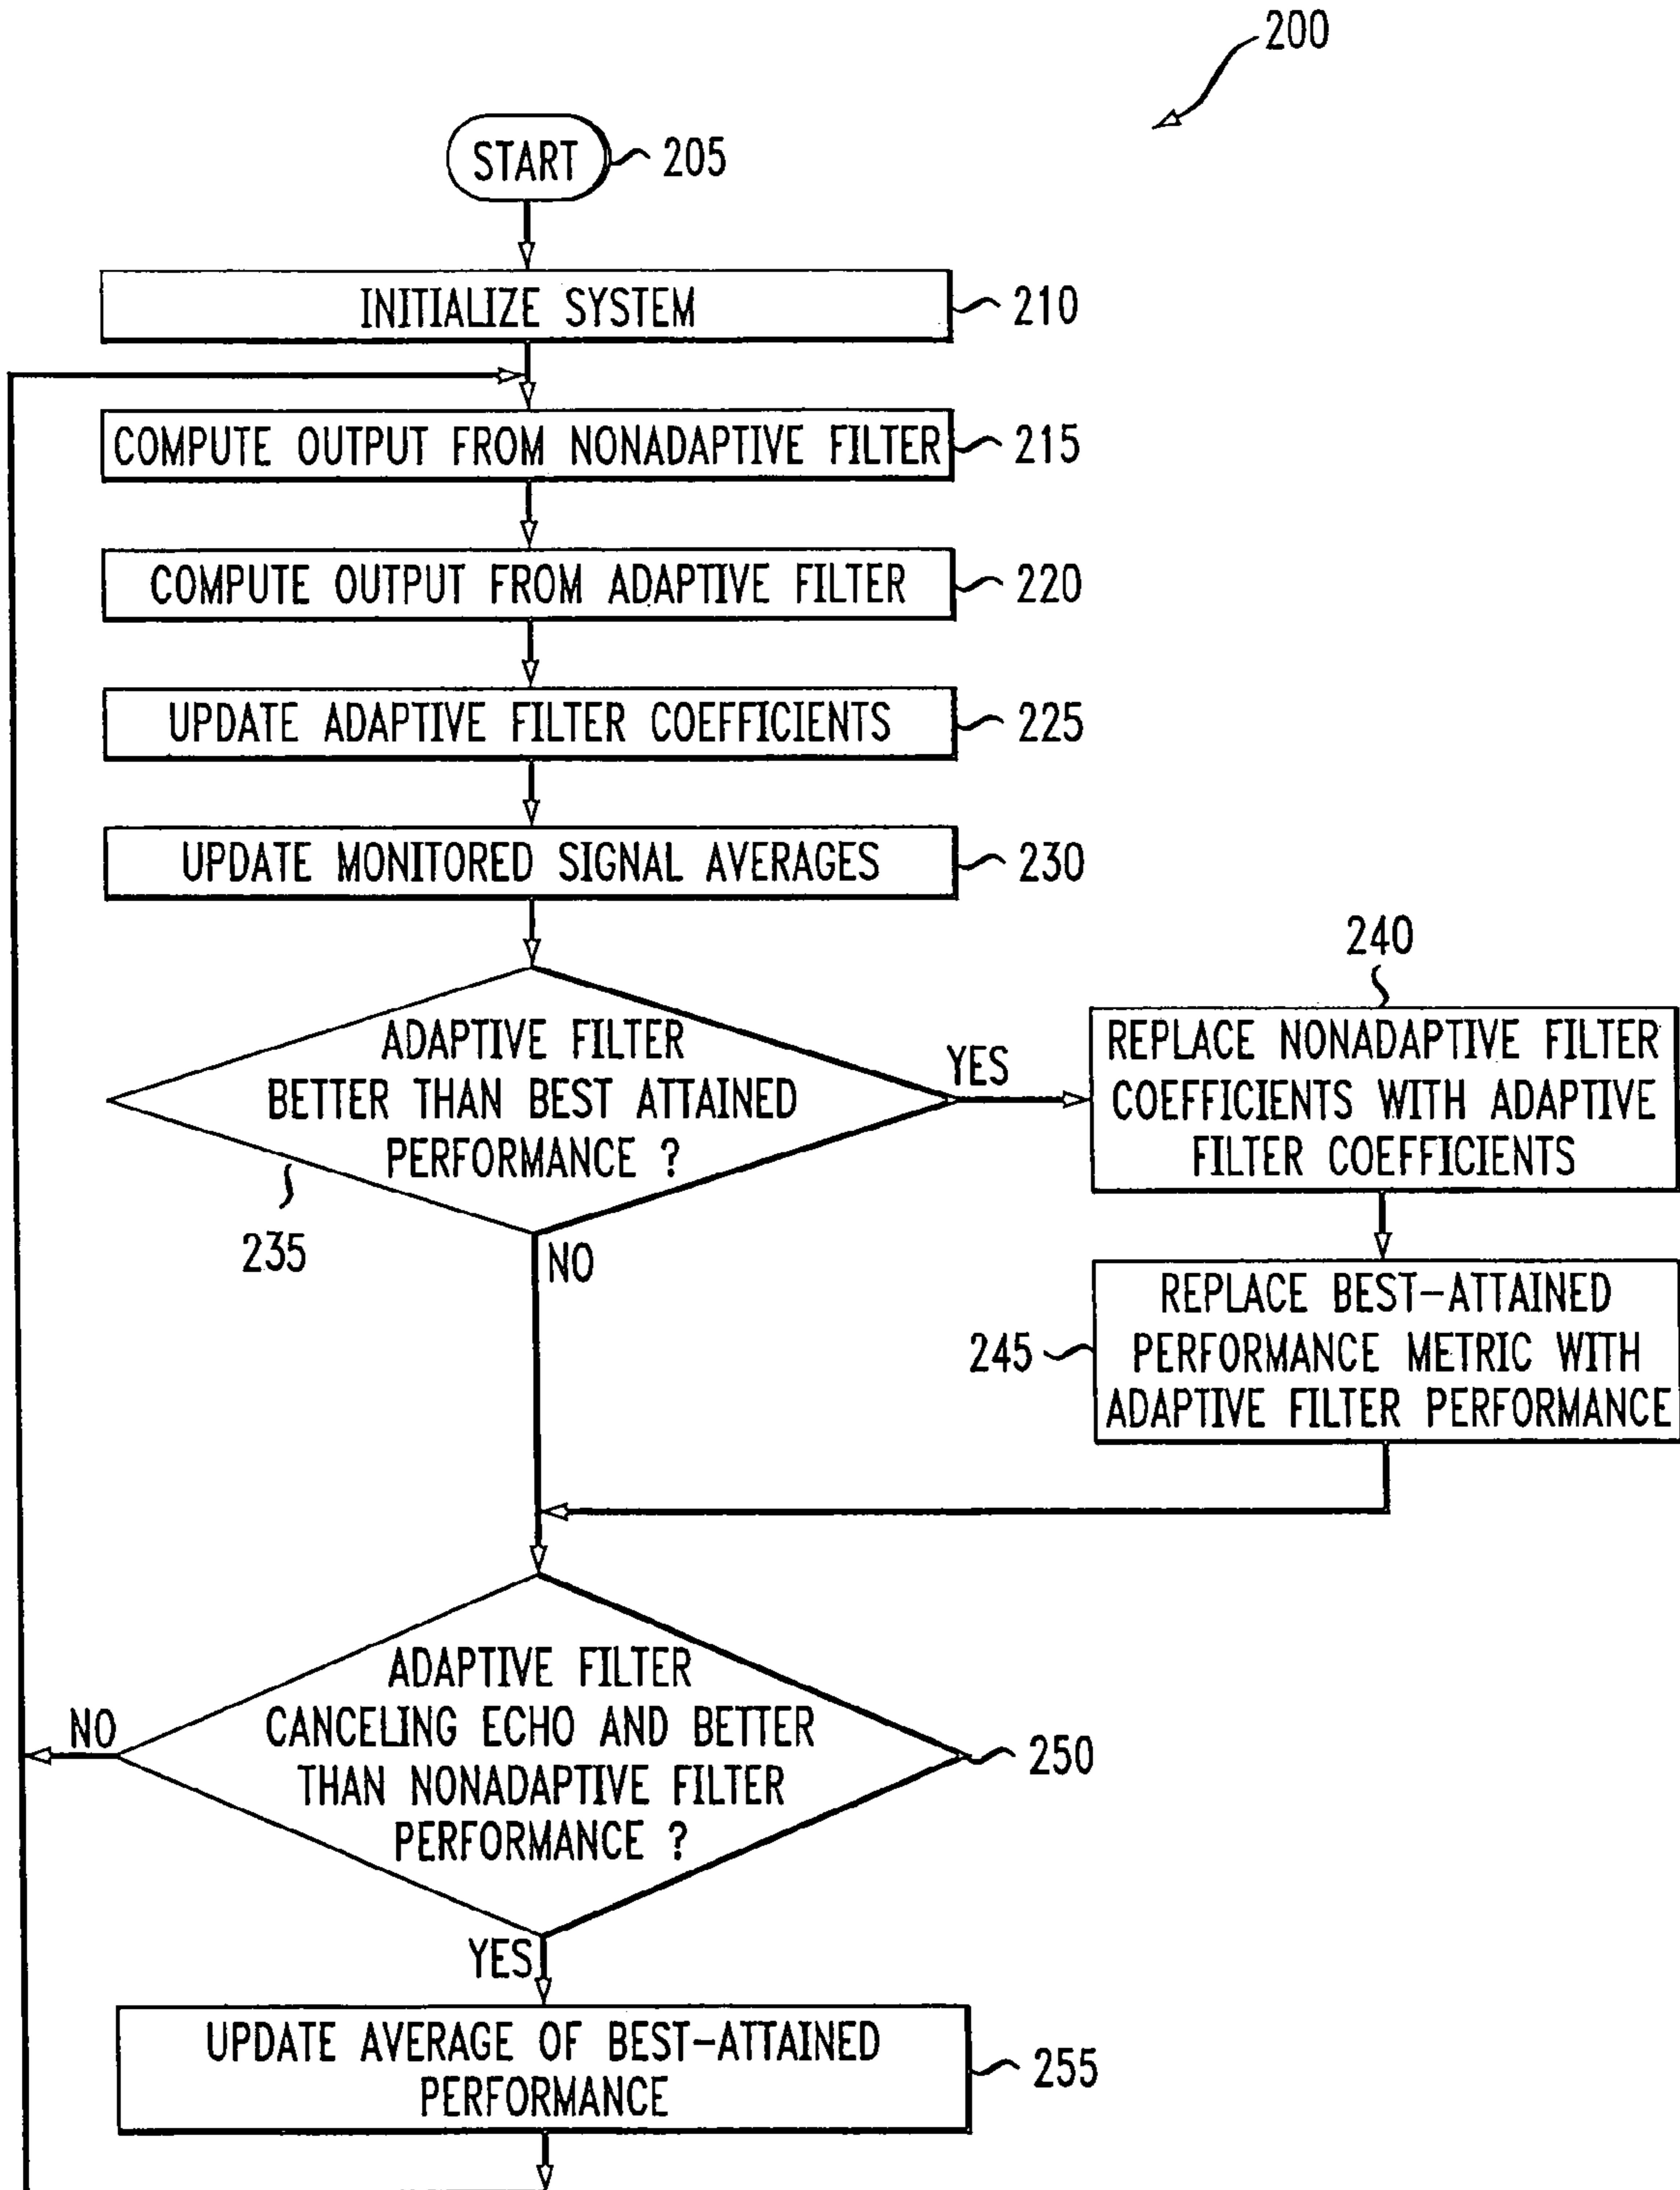 200
START
205
INITIALIZE SYSTEM
210
COMPUTE OUTPUT FROM NONADAPTIVE FILTER
215
COMPUTE OUTPUT FROM ADAPTIVE FILTER
220
UPDATE ADAPTIVE FILTER COEFFICIENTS
225
UPDATE MONITORED SIGNAL AVERAGES
230
ADAPTIVE FILTER
BETTER THAN BEST ATTAINED
PERFORMANCE ?
235
YES
NO
240
REPLACE NONADAPTIVE FILTER
COEFFICIENTS WITH ADAPTIVE
FILTER COEFFICIENTS
245
REPLACE BEST-ATTAINED
PERFORMANCE METRIC WITH
ADAPTIVE FILTER PERFORMANCE
ADAPTIVE FILTER
CANCELING ECHO AND BETTER
THAN NONADAPTIVE FILTER
PERFORMANCE ?
250
NO
YES
UPDATE AVERAGE OF BEST-ATTAINED
PERFORMANCE
255